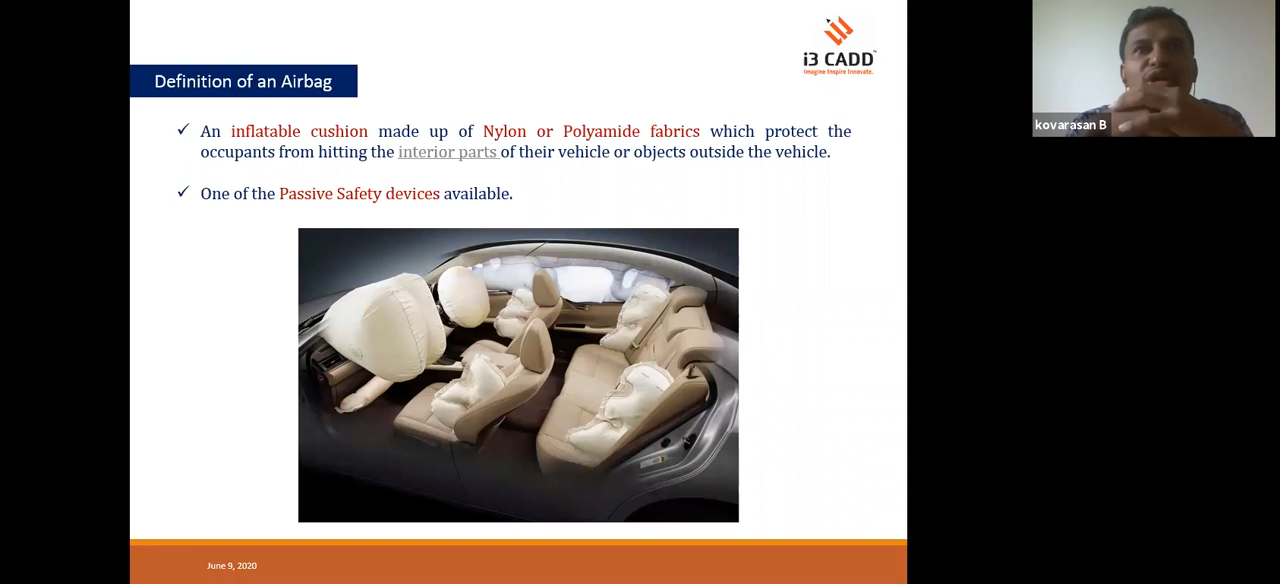 i3 CADD™
Imagine Inspire Innovate.
Definition of an Airbag
✓ An inflatable cushion made up of Nylon or Polyamide fabrics which protect the
occupants from hitting the interior parts of their vehicle or objects outside the vehicle.
✓ One of the Passive Safety devices available.
June 9, 2020
kovarasan B